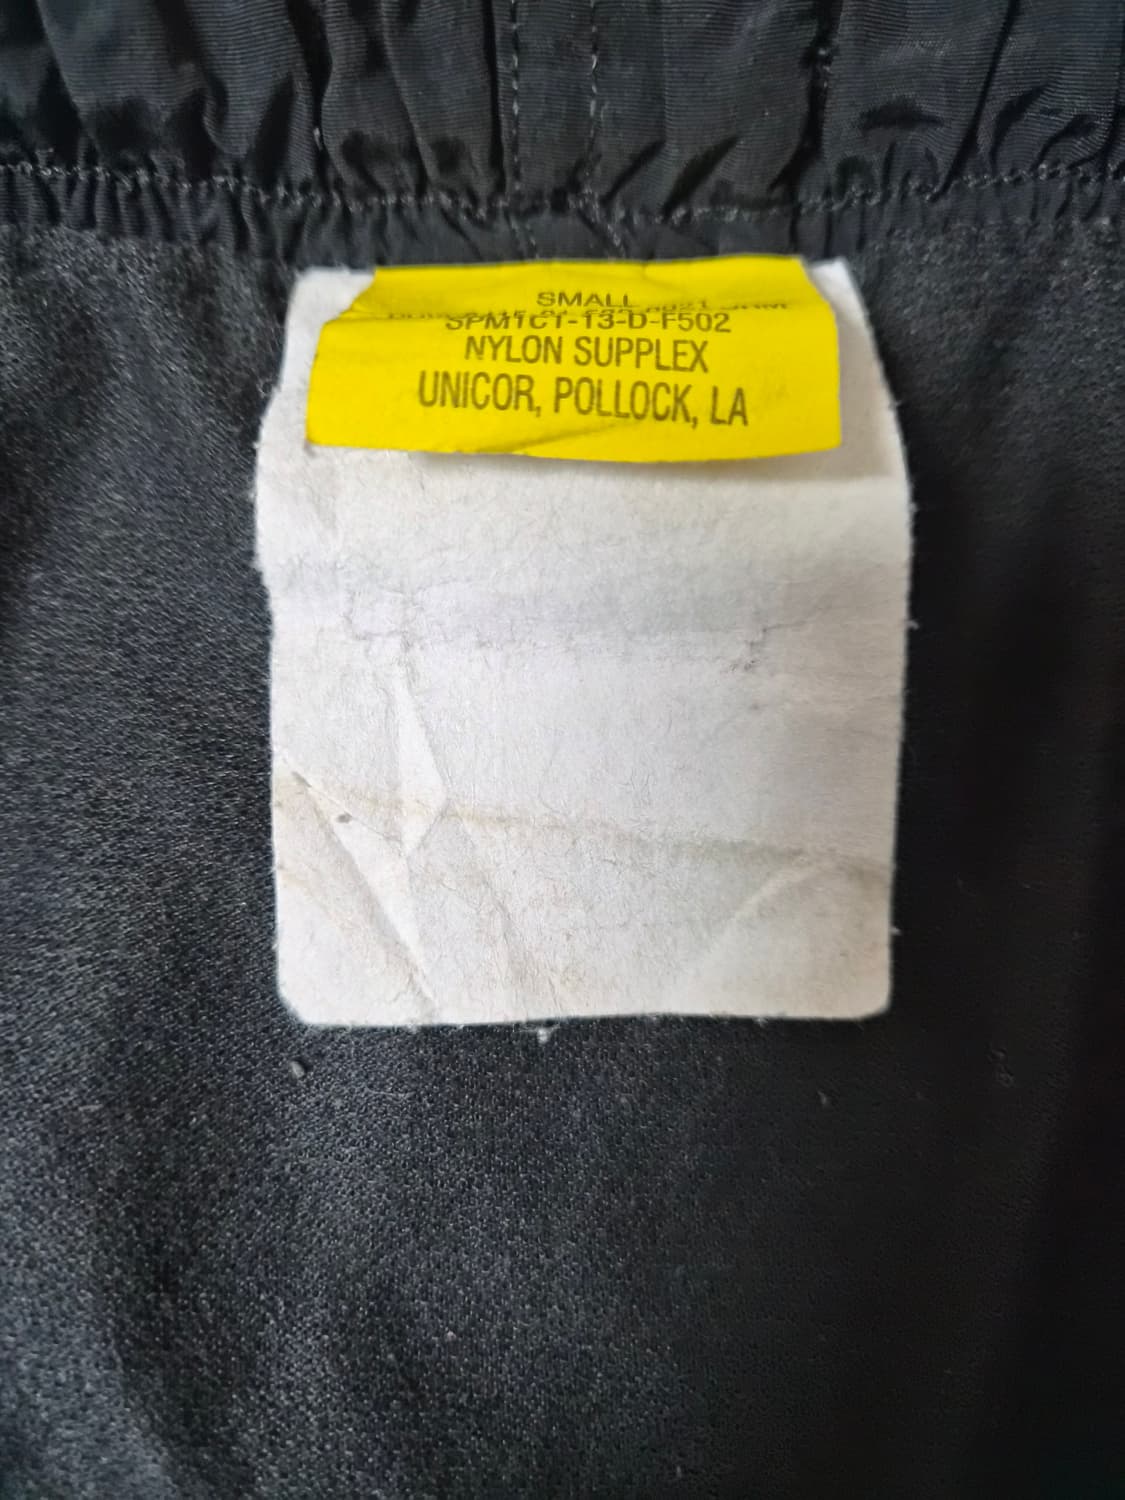 SMALL
SPM1C1-13-D-F502
NYLON SUPPLEX
UNICOR, POLLOCK, LA